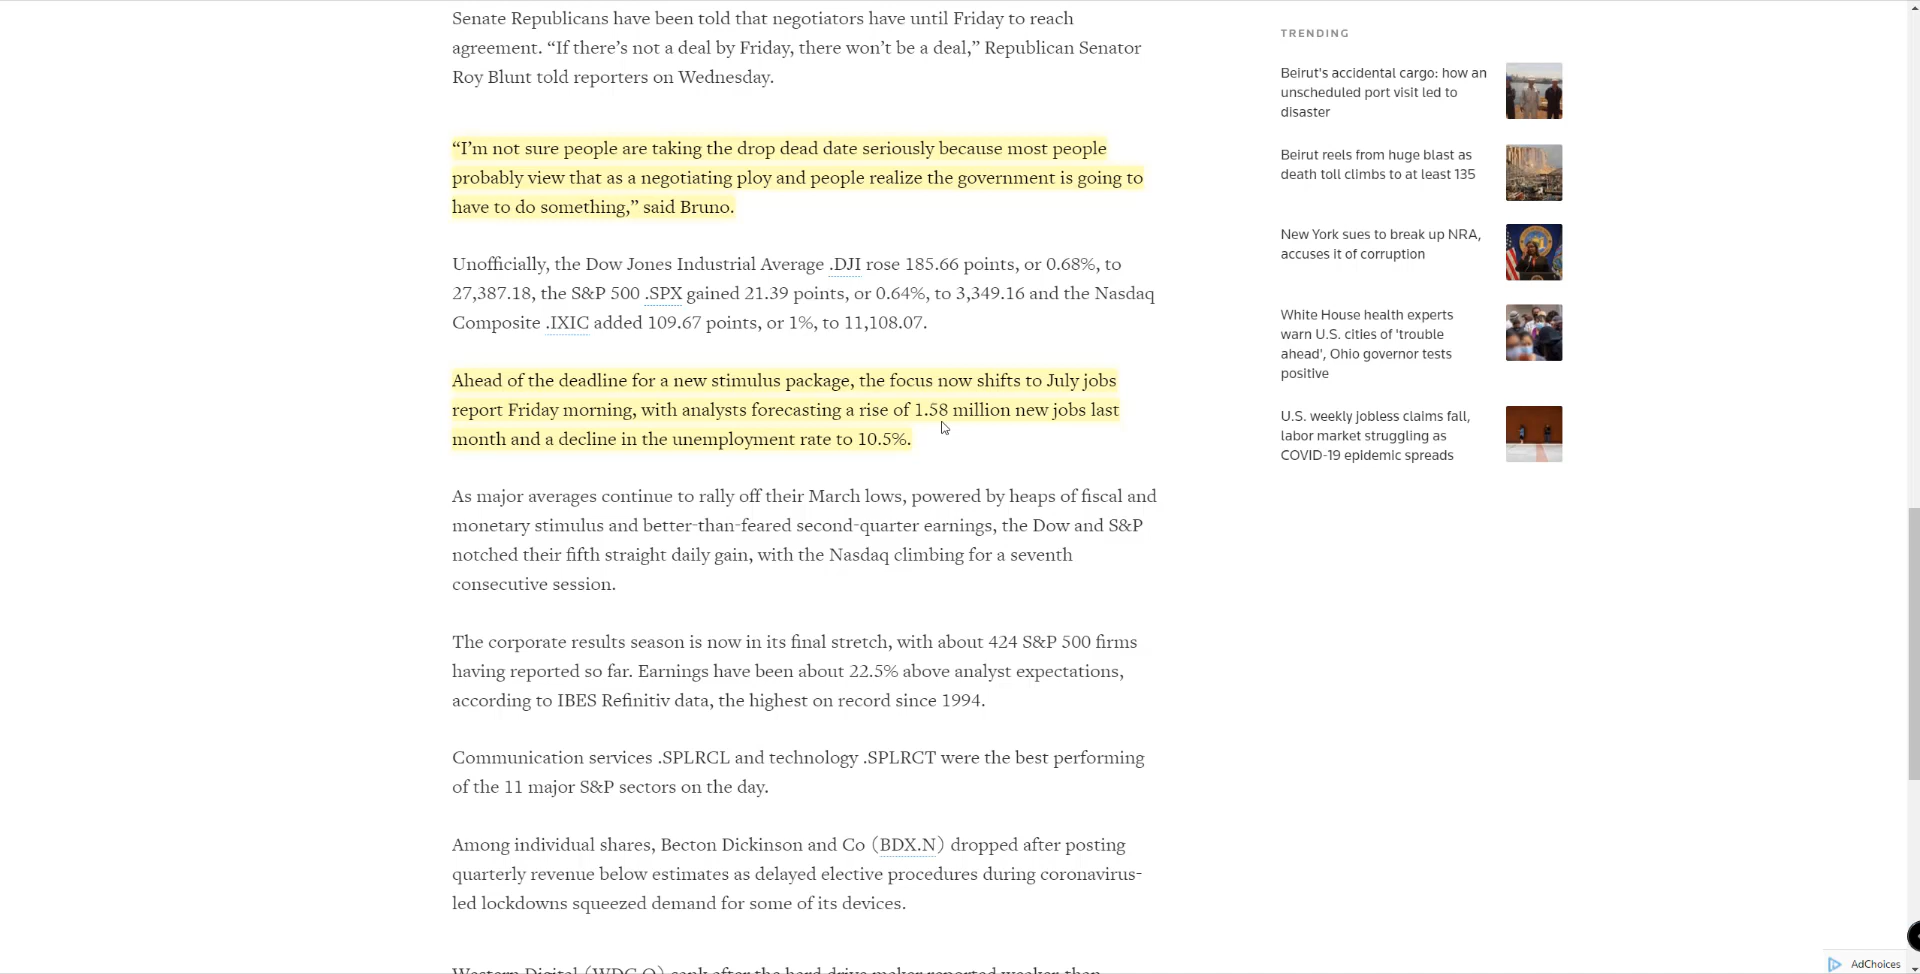 Senate Republicans have been told that negotiators have until Friday to reach
agreement. “If there’s not a deal by Friday, there won’t be a deal,” Republican Senator
Roy Blunt told reporters on Wednesday.
“I’m not sure people are taking the drop dead date seriously because most people
probably view that as a negotiating ploy and people realize the government is going to
have to do something,” said Bruno.
Unofficially, the Dow Jones Industrial Average .DJI rose 185.66 points, or 0.68%, to
27,387.18, the S&P 500 .SPX gained 21.39 points, or 0.64%, to 3,349.16 and the Nasdaq
Composite .IXIC added 109.67 points, or 1%, to 11,108.07.
Ahead of the deadline for a new stimulus package, the focus now shifts to July jobs
report Friday morning, with analysts forecasting a rise of 1.58 million new jobs last
month and a decline in the unemployment rate to 10.5%.
As major averages continue to rally off their March lows, powered by heaps of fiscal and
monetary stimulus and better-than-feared second-quarter earnings, the Dow and S&P
notched their fifth straight daily gain, with the Nasdaq climbing for a seventh
consecutive session.
The corporate results season is now in its final stretch, with about 424 S&P 500 firms
having reported so far. Earnings have been about 22.5% above analyst expectations,
according to IBES Refinitiv data, the highest on record since 1994.
Communication services .SPLRCL and technology .SPLRCT were the best performing
of the 11 major S&P sectors on the day.
Among individual shares, Becton Dickinson and Co (BDX.N) dropped after posting
quarterly revenue below estimates as delayed elective procedures during coronavirus-
led lockdowns squeezed demand for some of its devices.
Western Digital (WDC.O) sank after the hard drive maker reported weaker than
TRENDING
Beirut's accidental cargo: how an
unscheduled port visit led to
disaster
Beirut reels from huge blast as
death toll climbs to at least 135
New York sues to break up NRA,
accuses it of corruption
White House health experts
warn U.S. cities of 'trouble
ahead', Ohio governor tests
positive
U.S. weekly jobless claims fall,
labor market struggling as
COVID-19 epidemic spreads
AdChoices